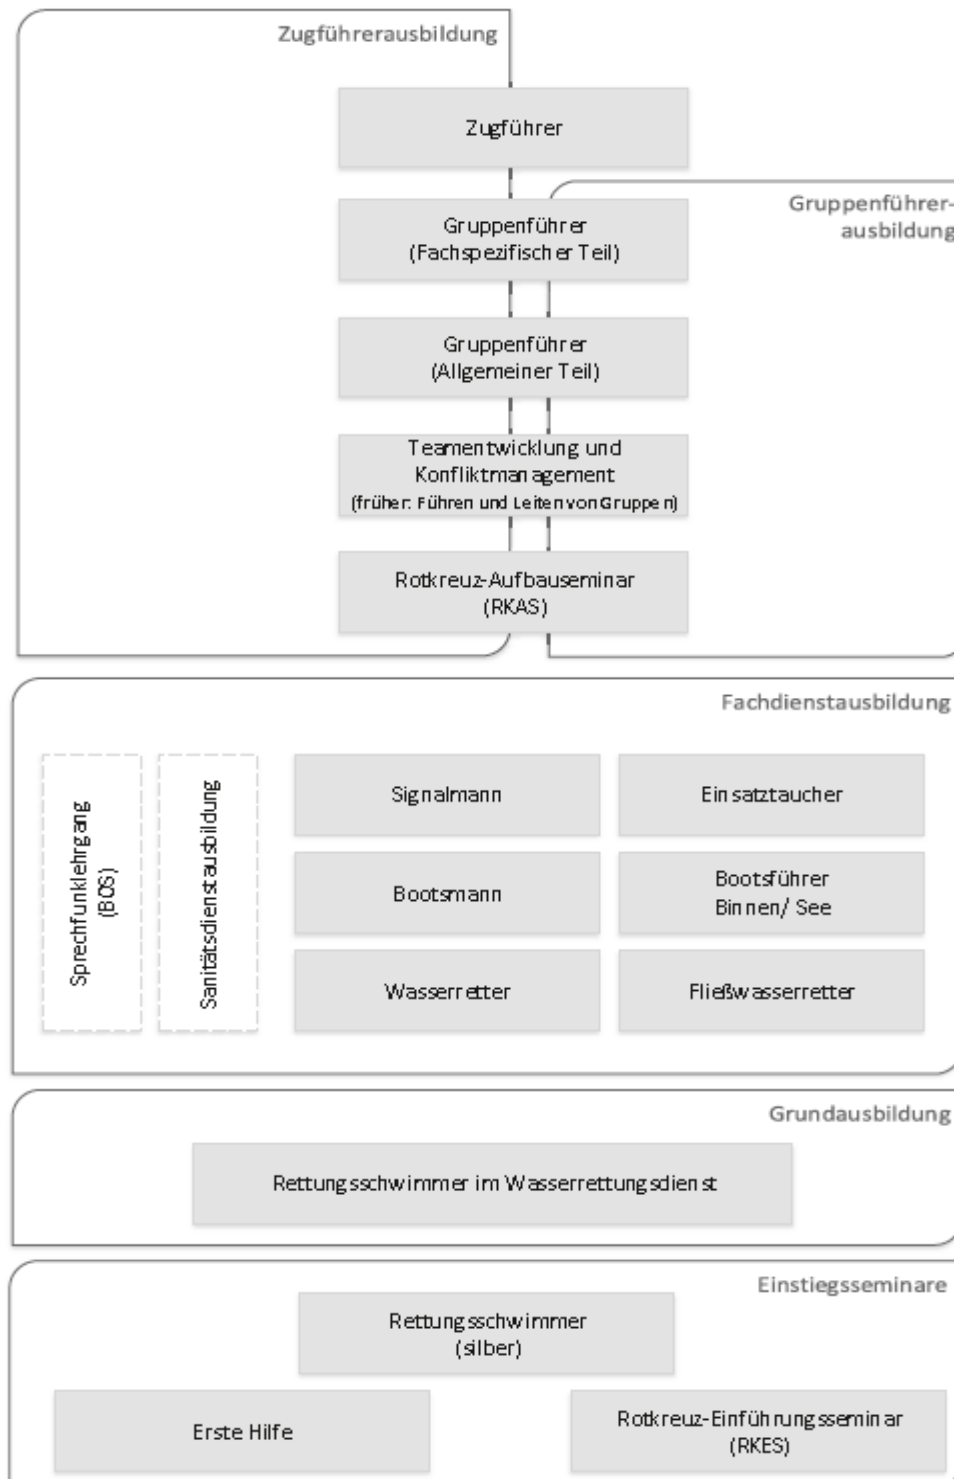 Zugführerausbildung
Zugführer
Gruppenführer-
ausbildung
Gruppenführer
(Fachspezifischer Teil)
Gruppenführer
(Allgemeiner Teil)
Teamentwicklung und
Konfliktmanagement
(früher: Führen und Leiten von Gruppen)
Rotkreuz-Aufbauseminar
(RKAS)
Fachdienstausbildung
Sprechfunklehrgang
(BOS)
Sanitätsdienstausbildung
Signalmann
Einsatztaucher
Bootsmann
Bootsführer
Binnen/ See
Wasserretter
Fließwasserretter
Grundausbildung
Rettungsschwimmer im Wasserrettungsdienst
Einstiegsseminare
Rettungsschwimmer
(silber)
Erste Hilfe
Rotkreuz-Einführungsseminar
(RKES)